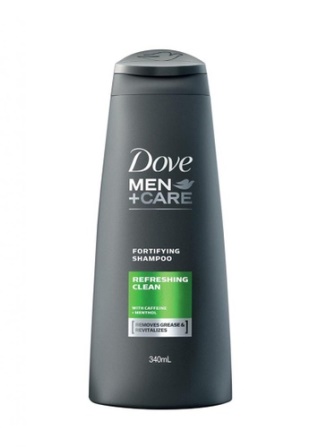 Dove
MEN
+CARE
FORTIFYING
SHAMPOO
REFRESHING
CLEAN
WITH CAFFEINE
+ MENTHOL
REMOVES GREASE &
REVITALIZES
340mL